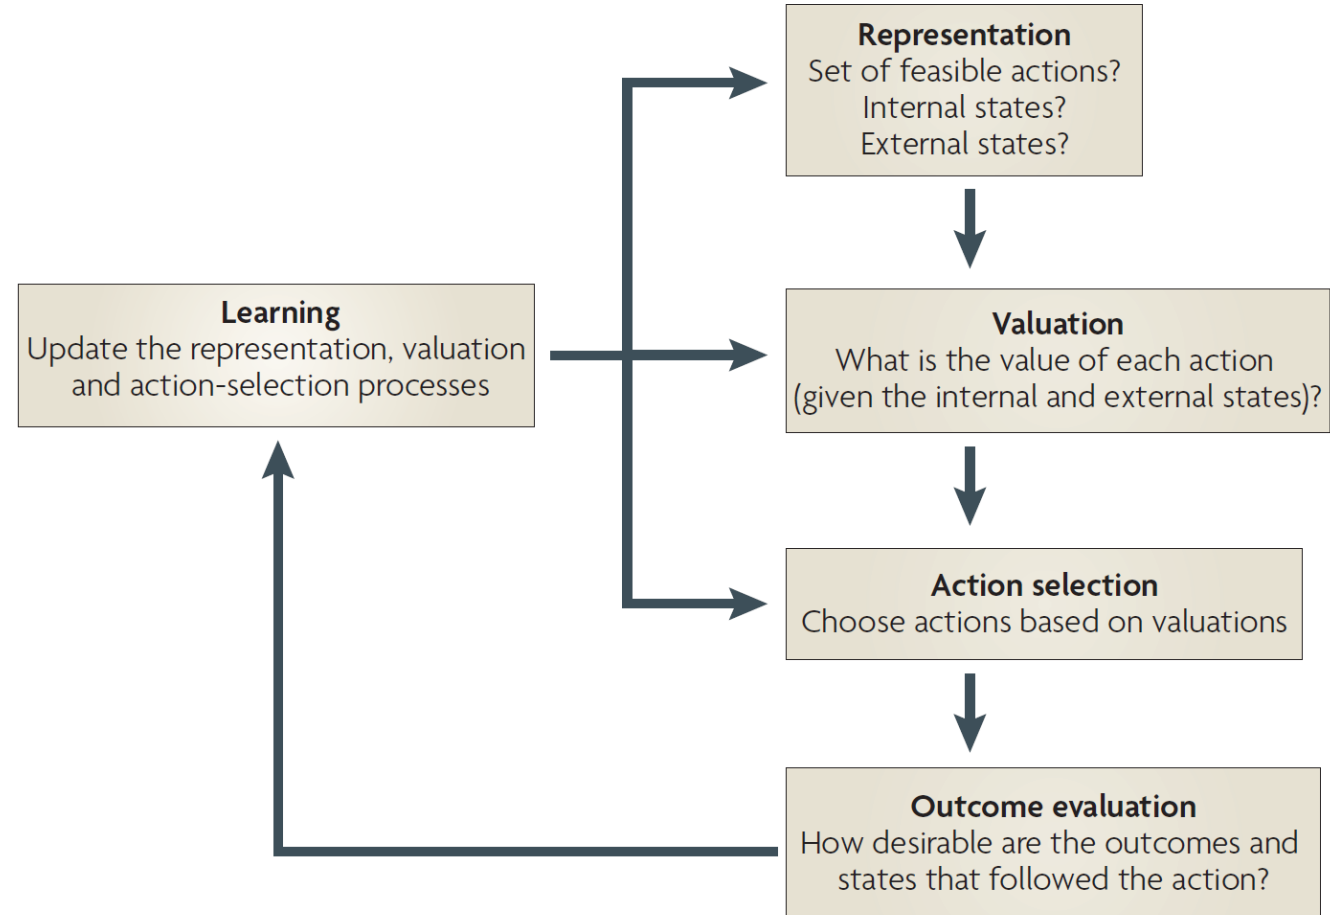 Representation
Set of feasible actions?
Internal states?
External states?
Learning
Update the representation, valuation
and action-selection processes
Valuation
What is the value of each action
(given the internal and external states)?
Action selection
Choose actions based on valuations
Outcome evaluation
How desirable are the outcomes and
states that followed the action?